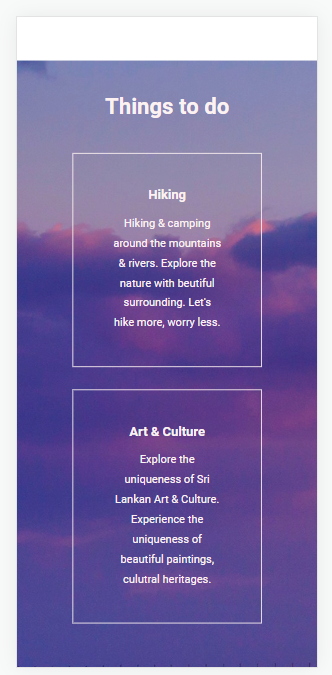 Things to do
Hiking
Hiking & camping
around the mountains
& rivers. Explore the
nature with beutiful
surrounding. Let's
hike more, worry less.
Art & Culture
Explore the
uniqueness of Sri
Lankan Art & Culture.
Experience the
uniqueness of
beautiful paintings,
culutral heritages.